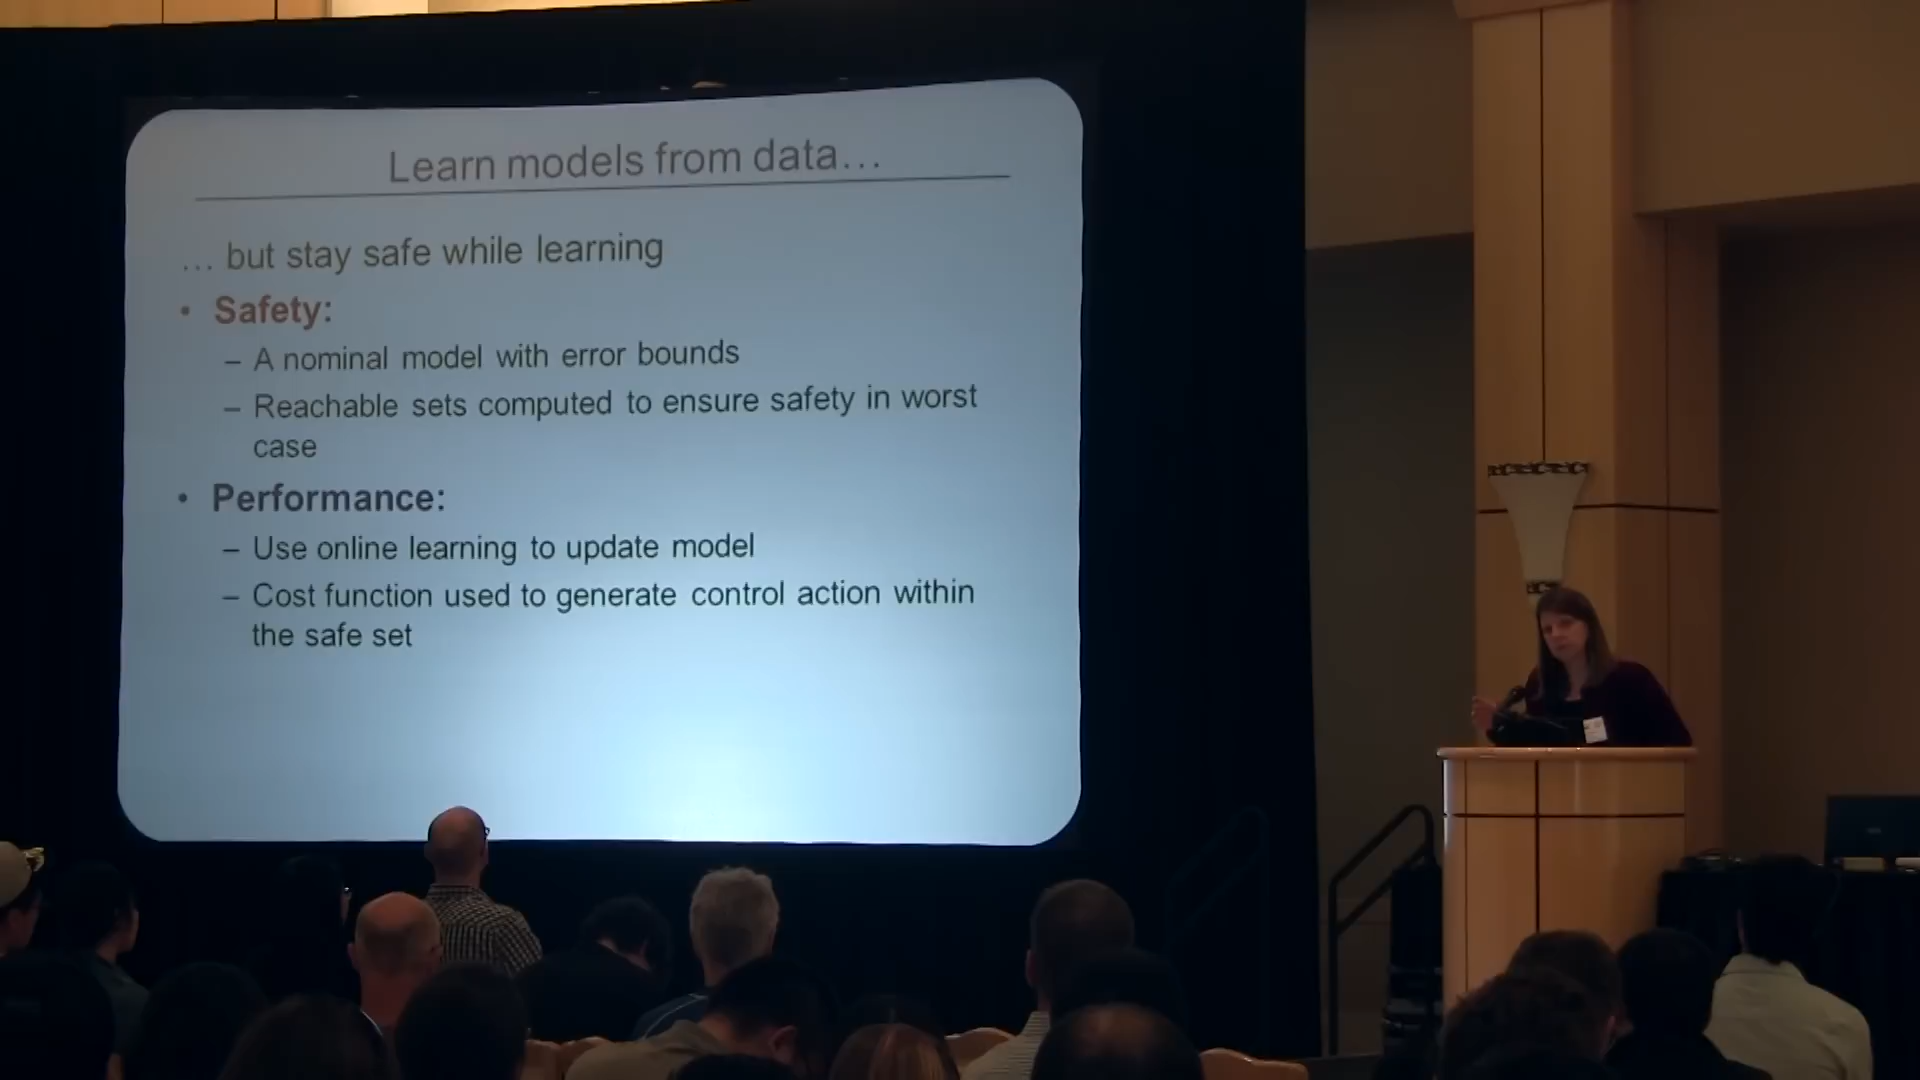 Learn models from data…
… but stay safe while learning
• Safety:
– A nominal model with error bounds
– Reachable sets computed to ensure safety in worst
case
• Performance:
– Use online learning to update model
– Cost function used to generate control action within
the safe set